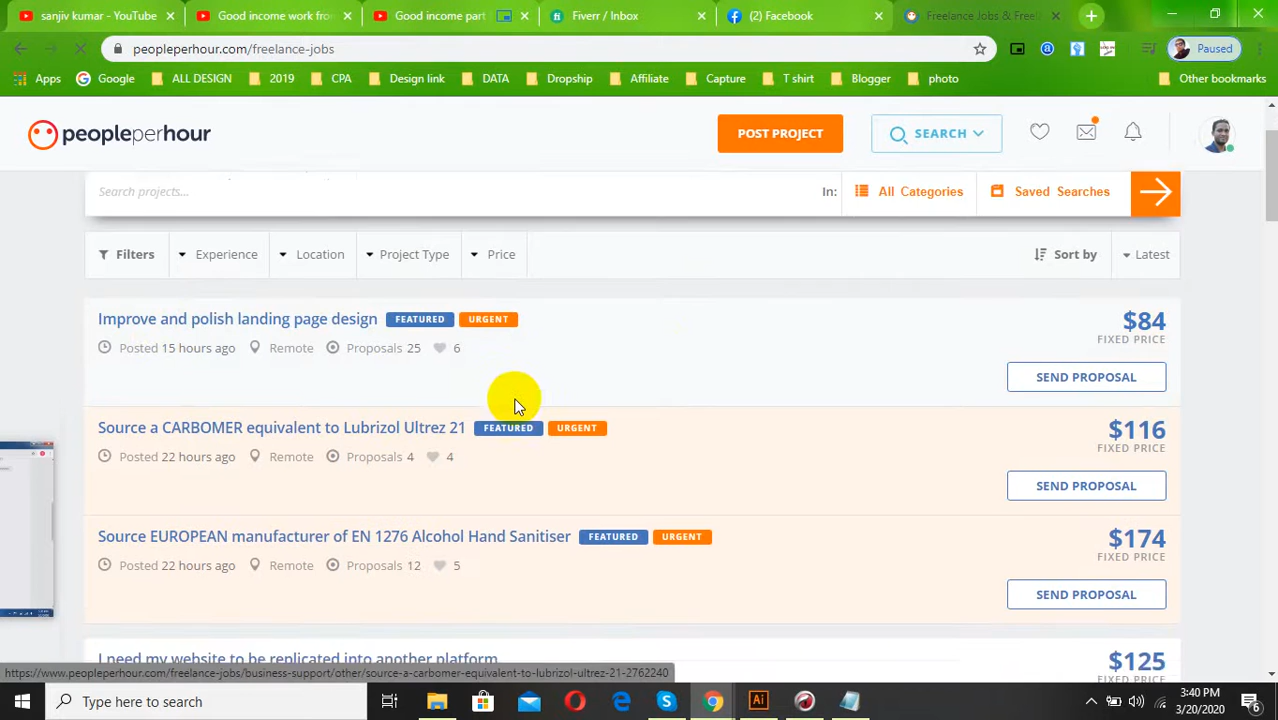 sanjiv kumar - YouTube
Good income work from
Good income part
Fiverr / Inbox
(2) Facebook
Freelance Jobs & Freel
peopleperhour.com/freelance-jobs
Paused
Apps
Google
ALL DESIGN
2019
CPA
Design link
DATA
Dropship
Affiliate
Capture
T shirt
Blogger
photo
Other bookmarks
peopleperhour
POST PROJECT
SEARCH
Search projects...
In:
All Categories
Saved Searches
Filters
Experience
Location
Project Type
Price
Sort by
Latest
Improve and polish landing page design FEATURED URGENT
$84
FIXED PRICE
Posted 15 hours ago Remote Proposals 25 6
SEND PROPOSAL
Source a CARBOMER equivalent to Lubrizol Ultrez 21 FEATURED URGENT
$116
FIXED PRICE
Posted 22 hours ago Remote Proposals 4 4
SEND PROPOSAL
Source EUROPEAN manufacturer of EN 1276 Alcohol Hand Sanitiser FEATURED URGENT
$174
FIXED PRICE
Posted 22 hours ago Remote Proposals 12 5
SEND PROPOSAL
I need my website to be replicated into another platform
$125
https://www.peopleperhour.com/freelance-jobs/business-support/other/source-a-carbomer-equivalent-to-lubrizol-ultrez-21-2762240
Type here to search
Ai
3:40 PM
3/20/2020
6